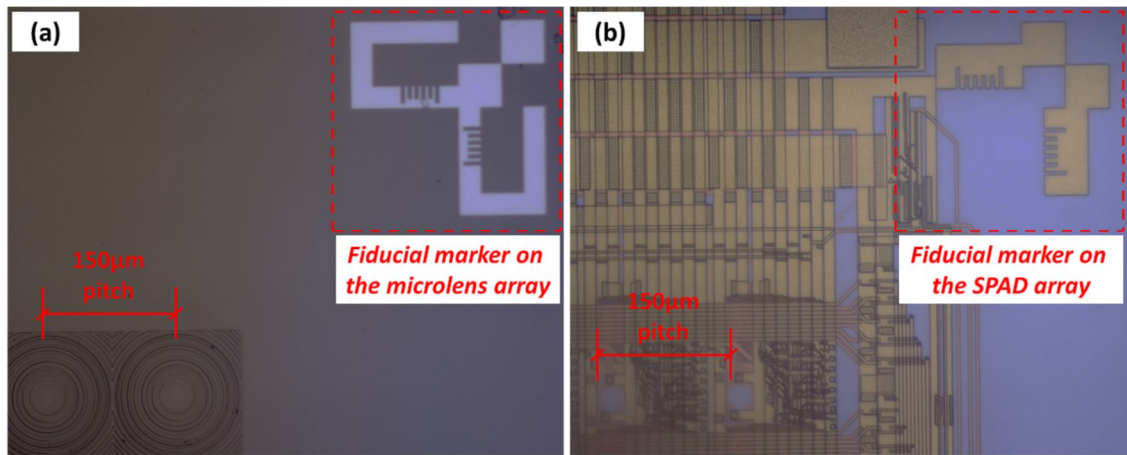 (a)
Fiducial marker on
the microlens array
150μm
pitch
(b)
Fiducial marker on
the SPAD array
150μm
pitch